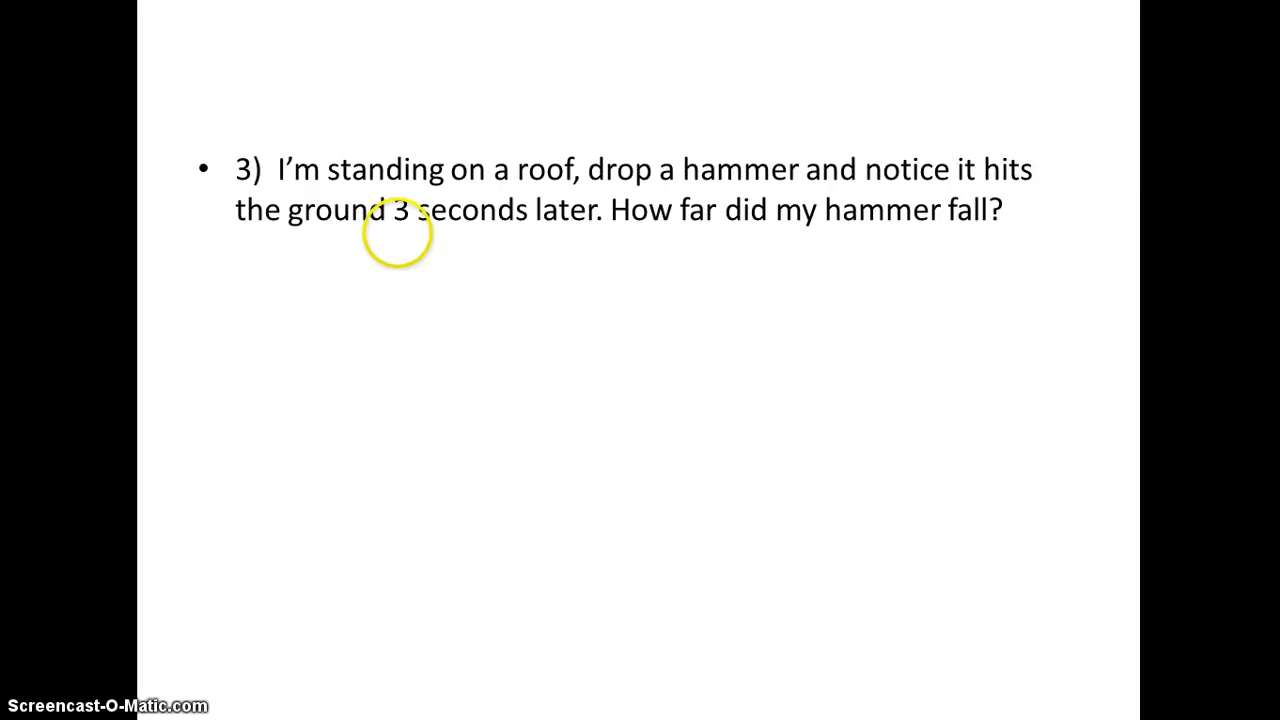 • 3)  I’m standing on a roof, drop a hammer and notice it hits
the ground 3 seconds later. How far did my hammer fall?
Screencast-O-Matic.com